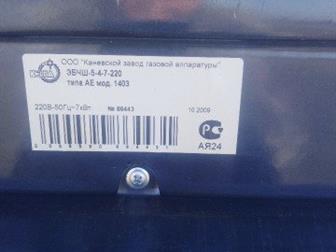 ООО "Каневской завод газовой аппаратуры"
ЭБЧШ-5-4-7-220
типа АЕ мод. 1403
220В~50Гц~7кВт № 66443 10.2009
АЯ24